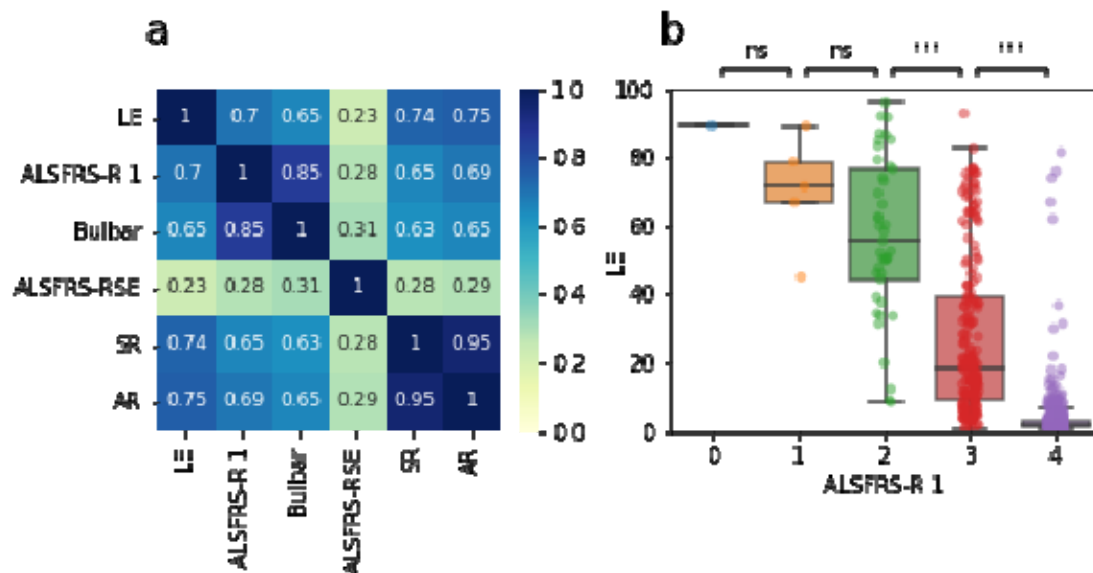 a
LE 1 0.7 0.65 0.23 0.74 0.75
ALSFRS-R 1 0.7 1 0.85 0.28 0.65 0.69
Bulbar 0.65 0.85 1 0.31 0.63 0.65
ALSFRS-RSE 0.23 0.28 0.31 1 0.28 0.29
SR 0.74 0.65 0.63 0.28 1 0.95
AR 0.75 0.69 0.65 0.29 0.95 1
LE ALSFRS-R 1 Bulbar ALSFRS-RSE SR AR
1.0
0.8
0.6
0.4
0.2
0.0
b
ns ns
LE
100
80
60
40
20
0
0 1 2 3 4
ALSFRS-R 1